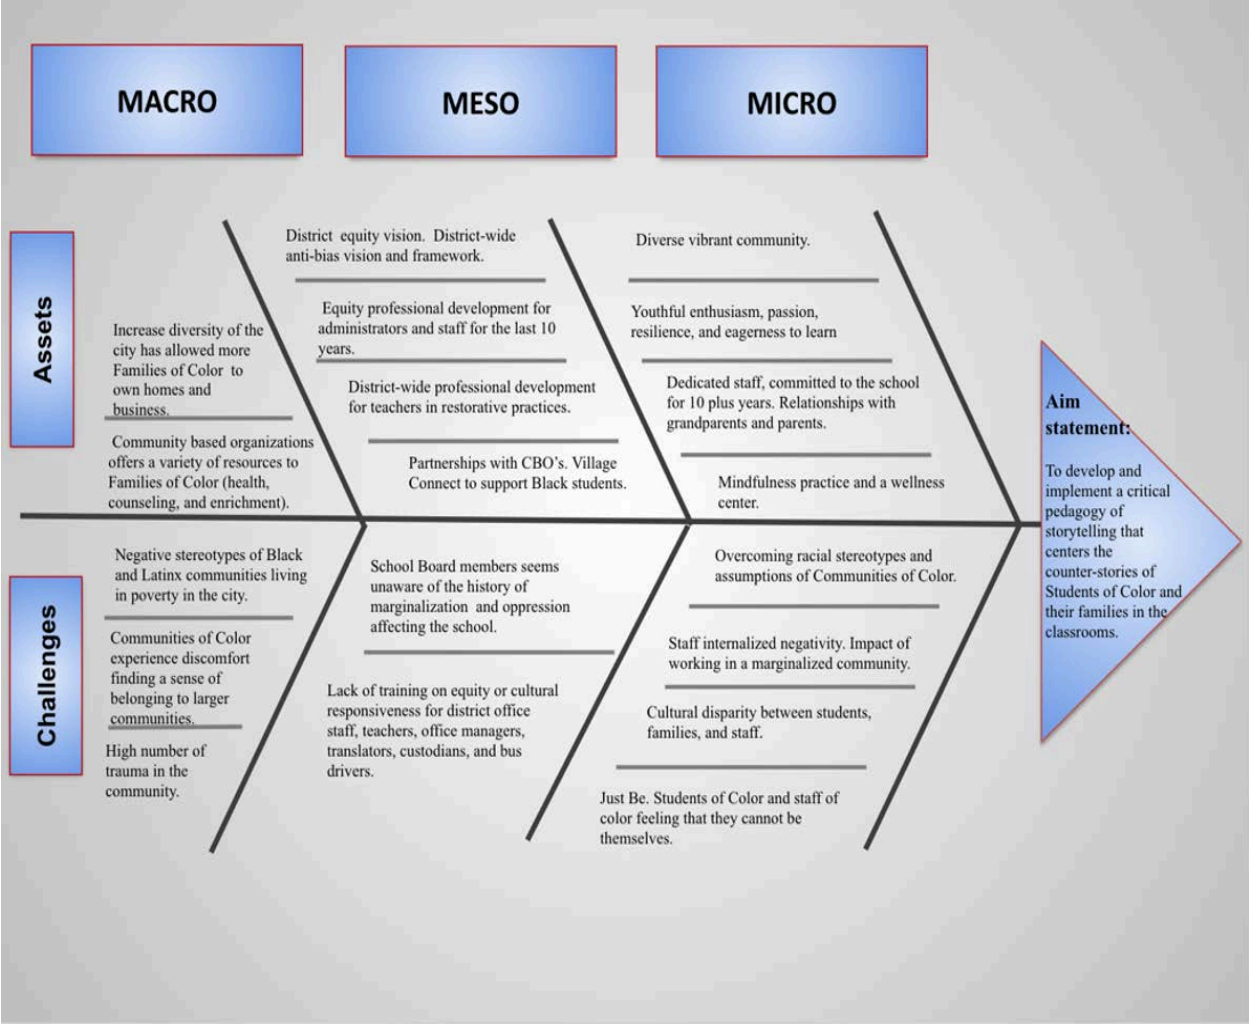 MACRO
MESO
MICRO
Assets
Increase diversity of the
city has allowed more
Families of Color to
own homes and
business.
Community based organizations
offers a variety of resources to
Families of Color (health,
counseling, and enrichment).
District equity vision. District-wide
anti-bias vision and framework.
Equity professional development for
administrators and staff for the last 10
years.
District-wide professional development
for teachers in restorative practices.
Partnerships with CBO's. Village
Connect to support Black students.
Diverse vibrant community.
Youthful enthusiasm, passion,
resilience, and eagerness to learn
Dedicated staff, committed to the school
for 10 plus years. Relationships with
grandparents and parents.
Mindfulness practice and a wellness
center.
Challenges
Negative stereotypes of Black
and Latinx communities living
in poverty in the city.
Communities of Color
experience discomfort
finding a sense of
belonging to larger
communities.
High number of
trauma in the
community.
School Board members seems
unaware of the history of
marginalization and oppression
affecting the school.
Lack of training on equity or cultural
responsiveness for district office
staff, teachers, office managers,
translators, custodians, and bus
drivers.
Overcoming racial stereotypes and
assumptions of Communities of Color.
Staff internalized negativity. Impact of
working in a marginalized community.
Cultural disparity between students,
families, and staff.
Just Be. Students of Color and staff of
color feeling that they cannot be
themselves.
Aim
statement:
To develop and
implement a critical
pedagogy of
storytelling that
centers the
counter-stories of
Students of Color and
their families in the
classrooms.